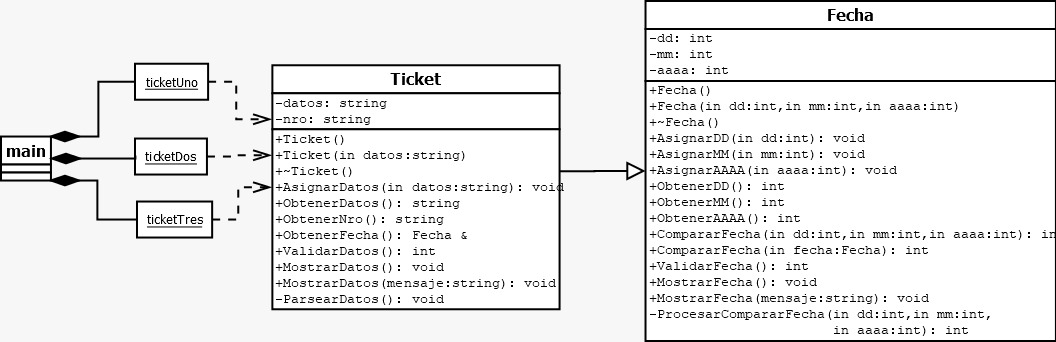 main
ticketUno
ticketDos
ticketTres
Ticket
-datos: string
-nro: string
+Ticket()
+Ticket(in datos:string)
+~Ticket()
+AsignarDatos(in datos:string): void
+ObtenerDatos(): string
+ObtenerNro(): string
+ObtenerFecha(): Fecha &
+ValidarDatos(): int
+MostrarDatos(): void
+MostrarDatos(mensaje:string): void
-ParsearDatos(): void
Fecha
-dd: int
-mm: int
-aaaa: int
+Fecha()
+Fecha(in dd:int,in mm:int,in aaaa:int)
+~Fecha()
+AsignarDD(in dd:int): void
+AsignarMM(in mm:int): void
+AsignarAAAA(in aaaa:int): void
+ObtenerDD(): int
+ObtenerMM(): int
+ObtenerAAAA(): int
+CompararFecha(in dd:int,in mm:int,in aaaa:int): in
+CompararFecha(in fecha:Fecha): int
+ValidarFecha(): int
+MostrarFecha(): void
+MostrarFecha(mensaje:string): void
-ProcesarCompararFecha(in dd:int,in mm:int,
in aaaa:int): int